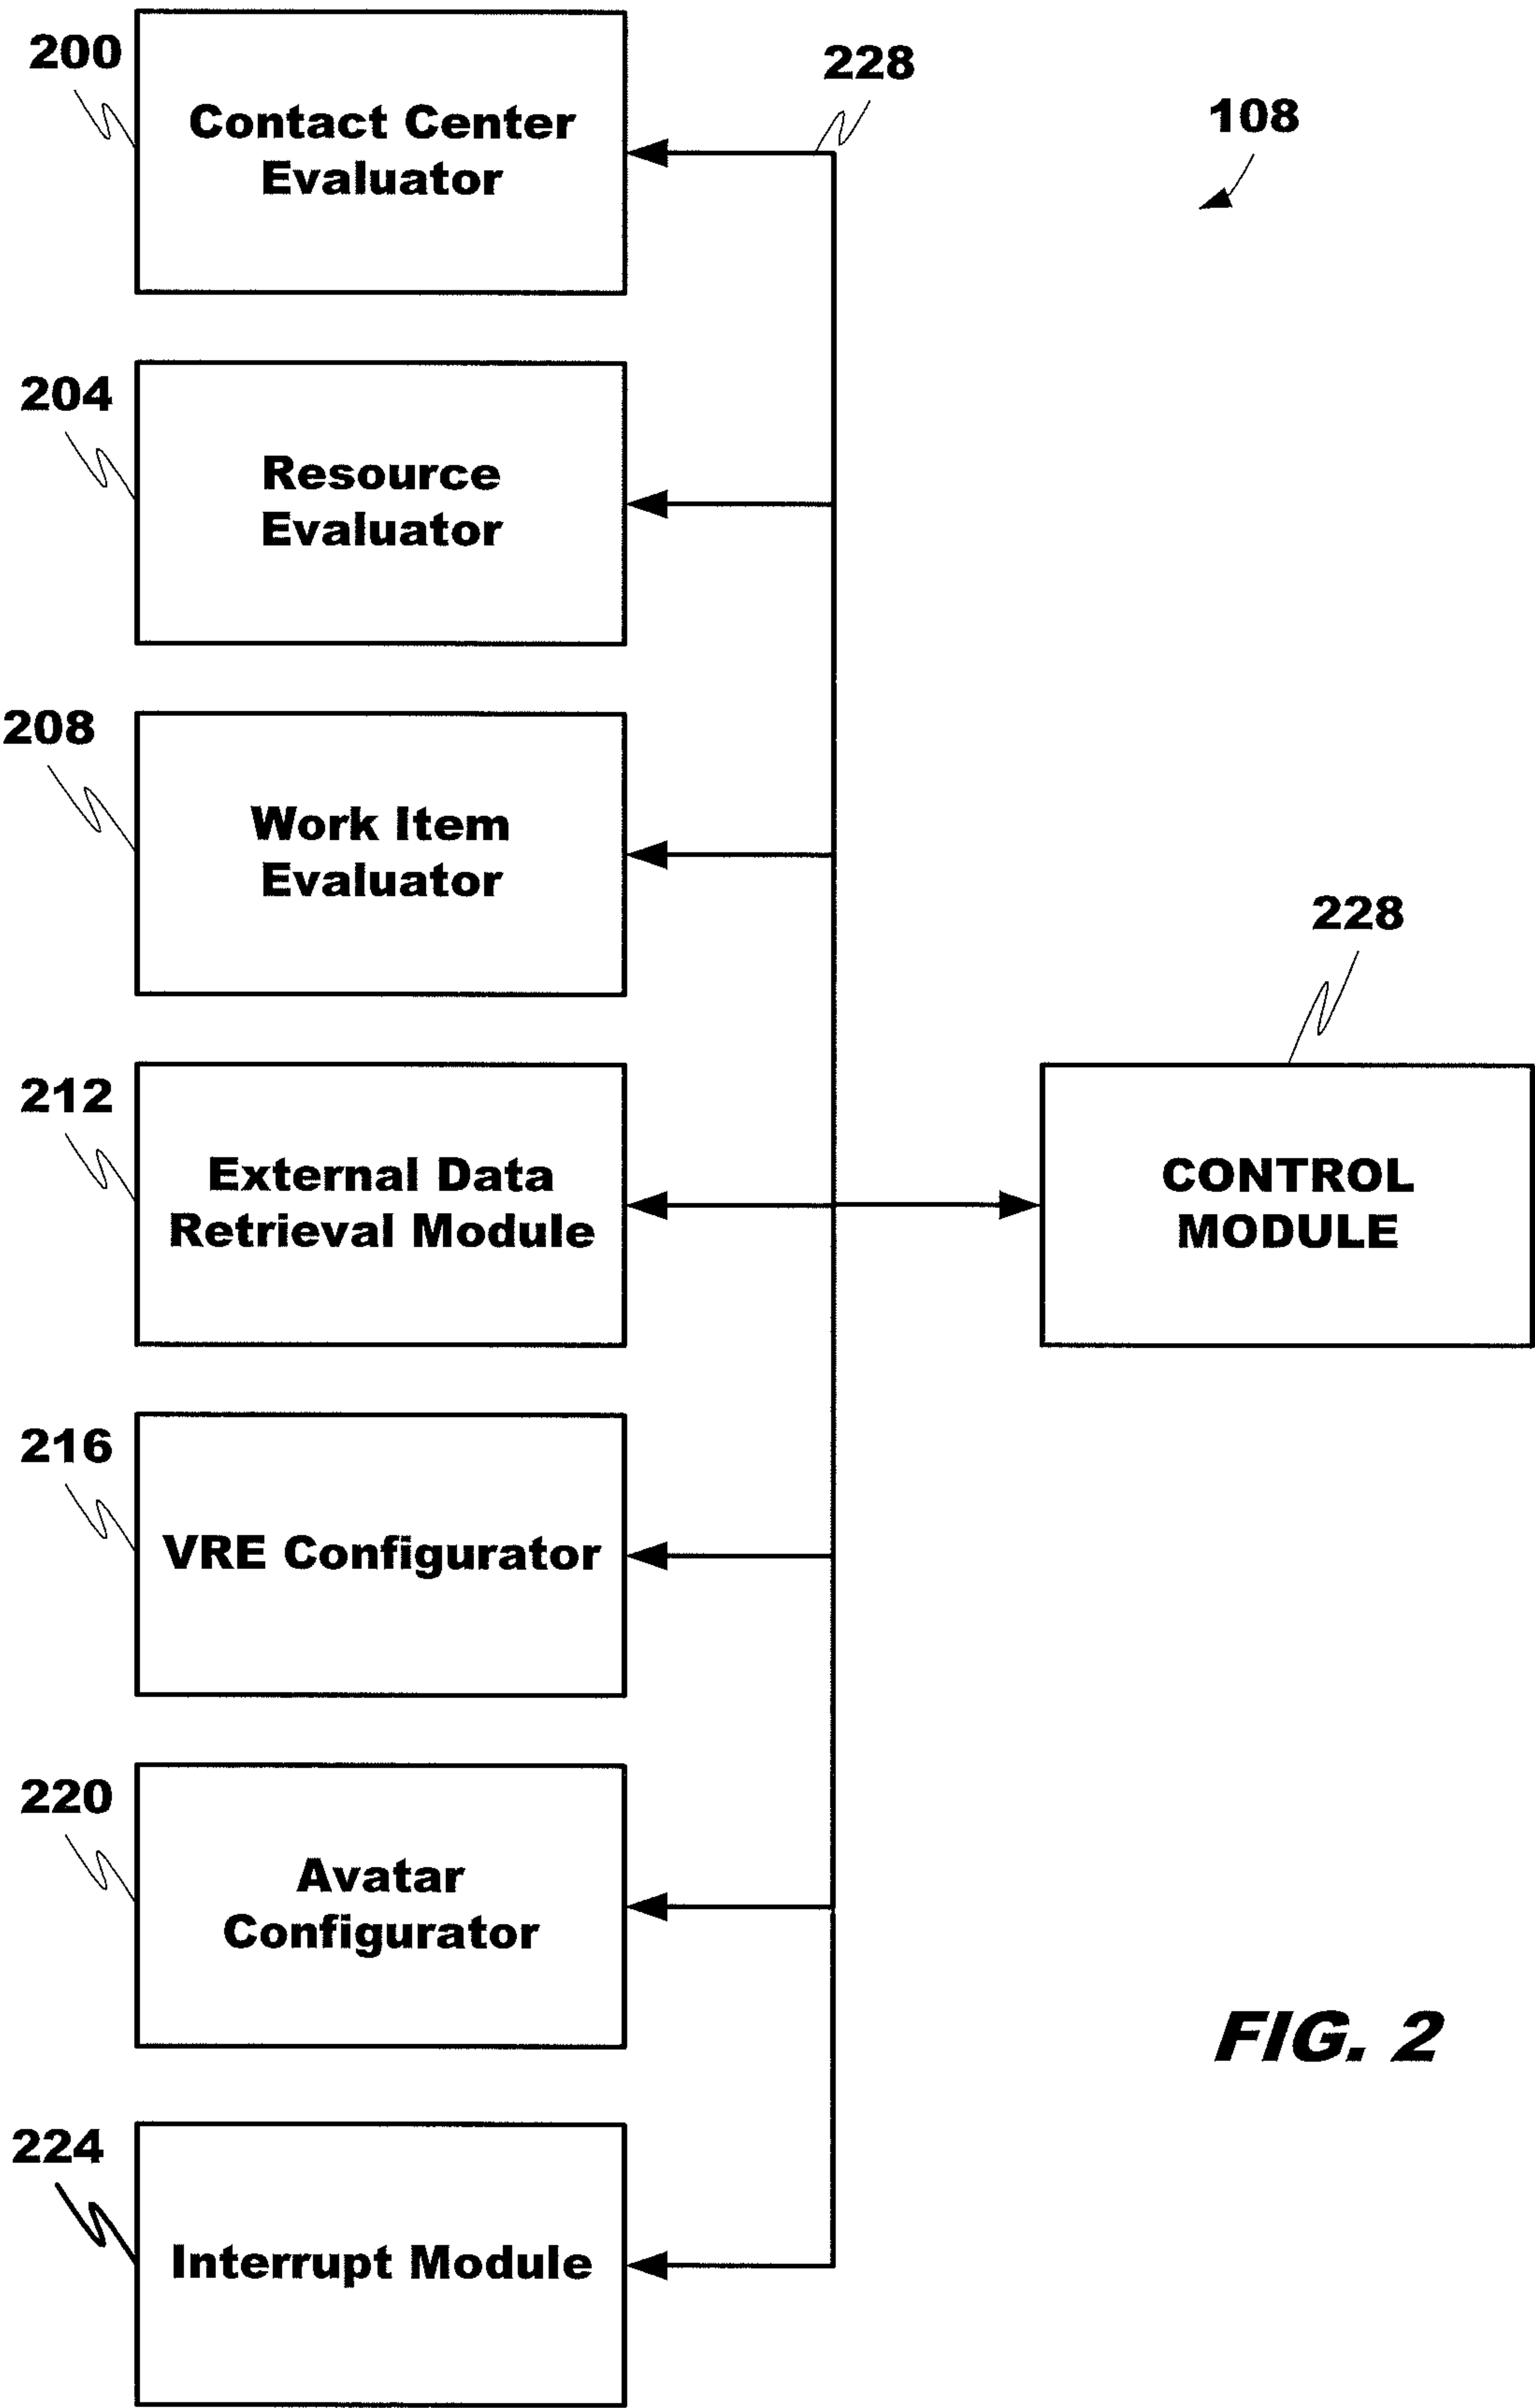 200
Contact Center
Evaluator
228
108
204
Resource
Evaluator
208
Work Item
Evaluator
228
212
External Data
Retrieval Module
CONTROL
MODULE
216
VRE Configurator
220
Avatar
Configurator
FIG. 2
224
Interrupt Module